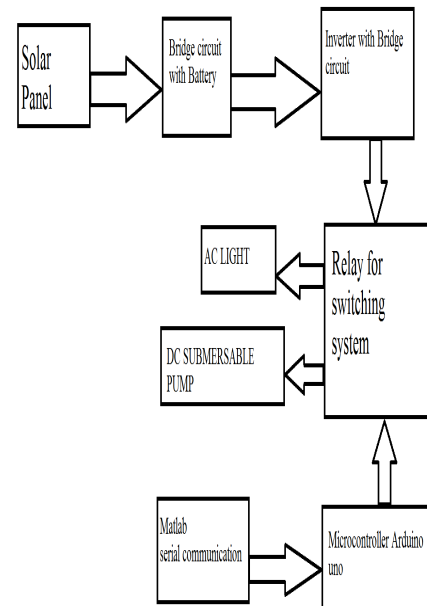 Solar
Panel
Bridge circuit
with Battery
Inverter with Bridge
circuit
AC LIGHT
Relay for
switching
system
DC SUBMERSABLE
PUMP
Matlab
serial communication
Microcontroller Arduino
uno